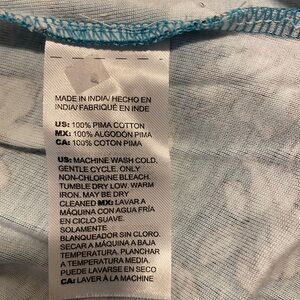 MADE IN INDIA/ HECHO EN
INDIA/ FABRIQUÉ EN INDE
US: 100% PIMA COTTON
MX: 100% ALGODÓN PIMA
CA: 100% COTON PIMA
US: MACHINE WASH COLD,
GENTLE CYCLE. ONLY
NON-CHLORINE BLEACH.
TUMBLE DRY LOW. WARM
IRON. MAY BE DRY
CLEANED MX: LAVAR A
MÁQUINA CON AGUA FRÍA
EN CICLO SUAVE.
SOLAMENTE
BLANQUEADOR SIN CLORO.
SECAR A MÁQUINA A BAJA
TEMPERATURA. PLANCHAR
A TEMPERATURA MEDIA.
PUEDE LAVARSE EN SECO
CA: LAVER À LA MACHINE